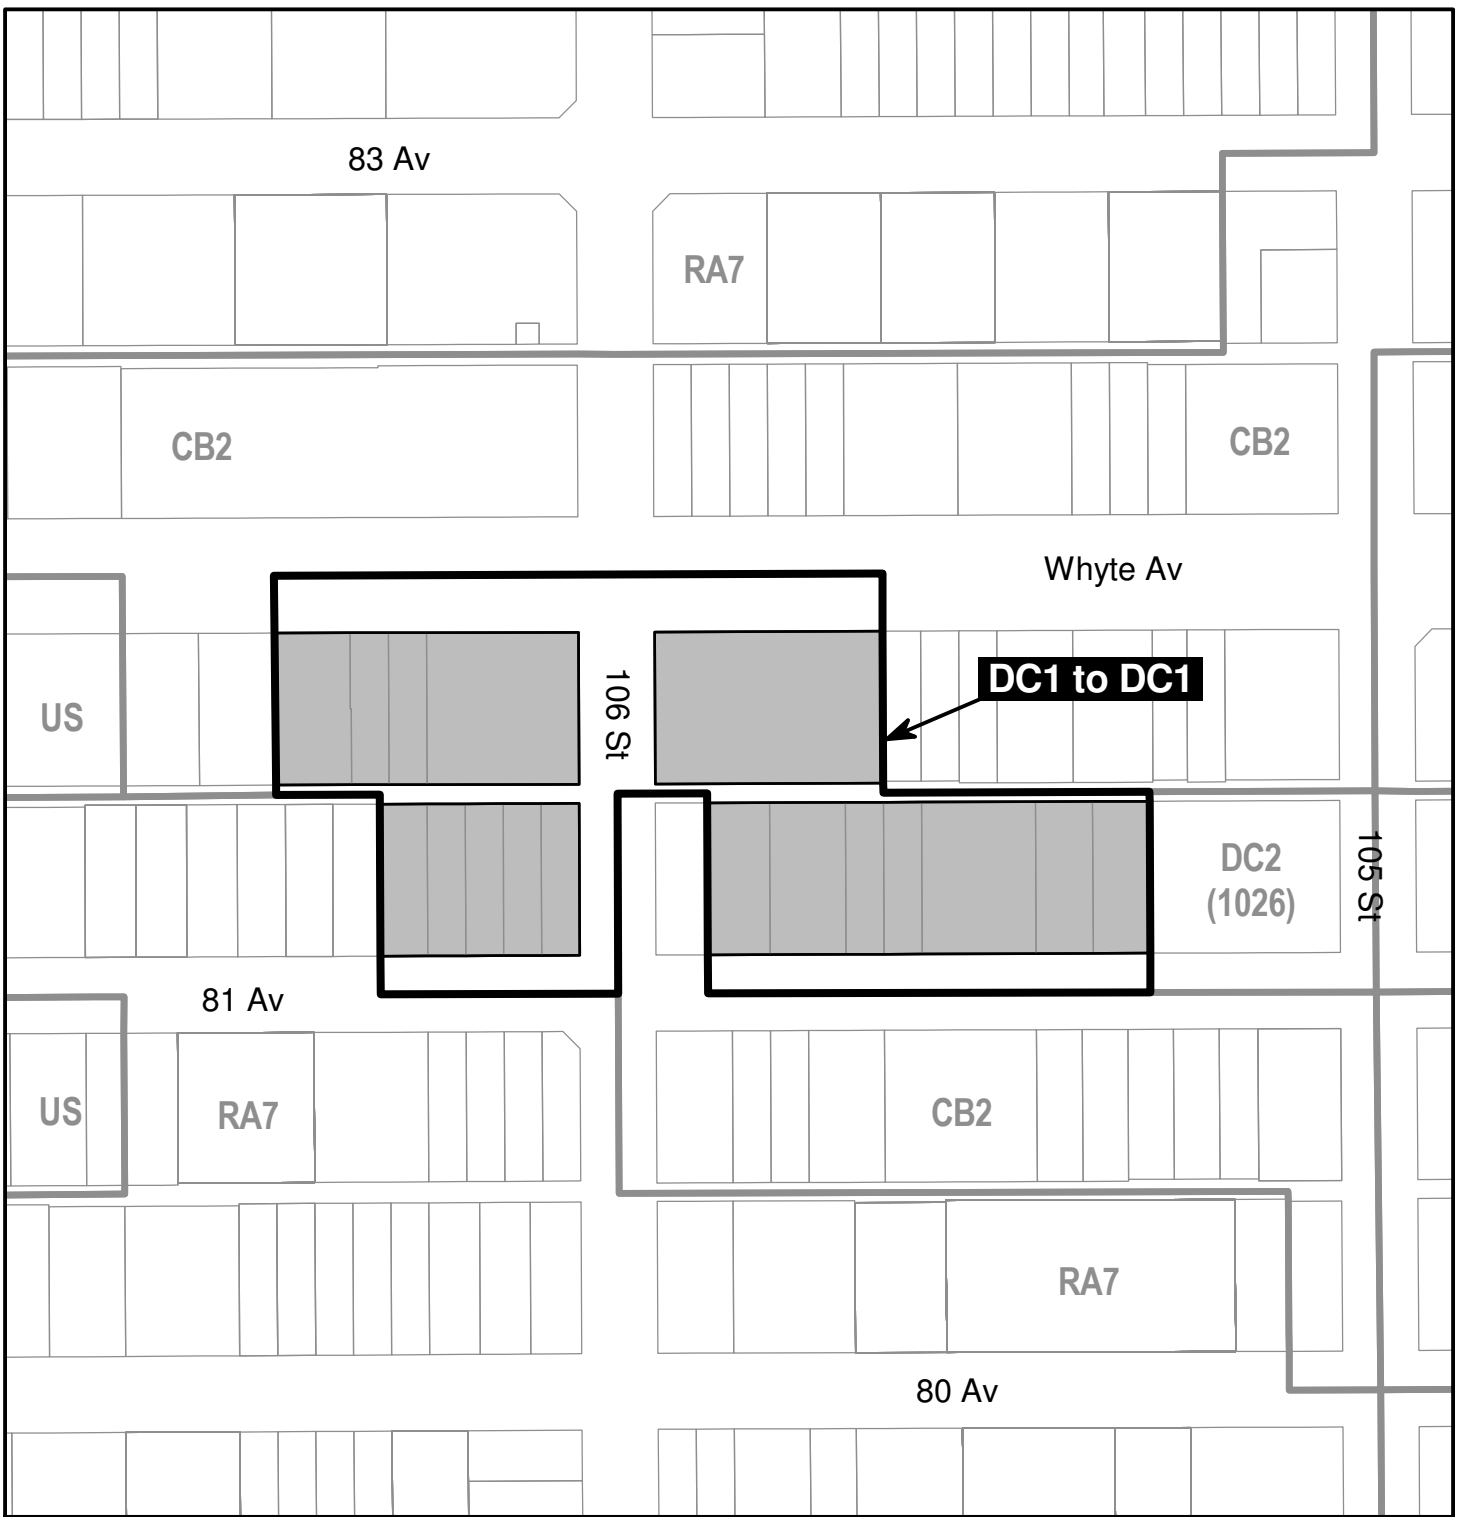 83 Av
RA7
CB2
CB2
Whyte Av
106 St
DC1 to DC1
US
DC2
(1026)
105 St
81 Av
US
RA7
CB2
RA7
80 Av